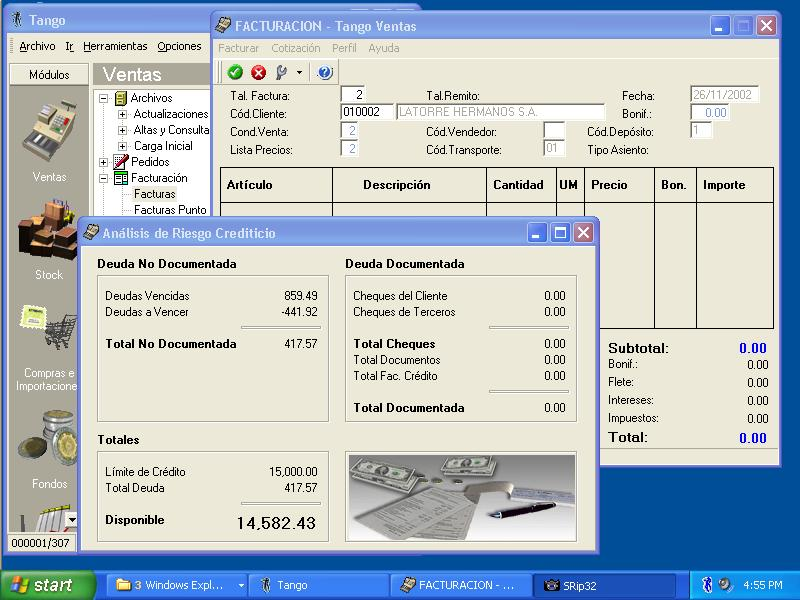 Tango
Archivo Ir Herramientas Opciones
Módulos
Ventas
Ventas
Stock
Compras e
Importacione
Fondos
000001/307
Archivos
Actualizaciones
Altas y Consulta
Carga Inicial
Pedidos
Facturación
Facturas
Facturas Punto
FACTURACION - Tango Ventas
Facturar Cotización Perfil Ayuda
Tal. Factura: 2 Tal.Remito: Fecha: 26/11/2002
Cód.Cliente: 010002 LATORRE HERMANOS S.A. Bonif.: 0.00
Cond.Venta: 2 Cód.Vendedor: Cód.Depósito: 1
Lista Precios: 2 Cód.Transporte: 01 Tipo Asiento:
Artículo Descripción Cantidad UM Precio Bon. Importe
Subtotal: 0.00
Bonif.: 0.00
Flete: 0.00
Intereses: 0.00
Impuestos: 0.00
Total: 0.00
Análisis de Riesgo Crediticio
Deuda No Documentada
Deudas Vencidas 859.49
Deudas a Vencer -441.92
Total No Documentada 417.57
Deuda Documentada
Cheques del Cliente 0.00
Cheques de Terceros 0.00
Total Cheques 0.00
Total Documentos 0.00
Total Fac. Crédito 0.00
Total Documentada 0.00
Totales
Límite de Crédito 15,000.00
Total Deuda 417.57
Disponible 14,582.43
start 3 Windows Expl... Tango FACTURACION - ... SRip32 4:55 PM